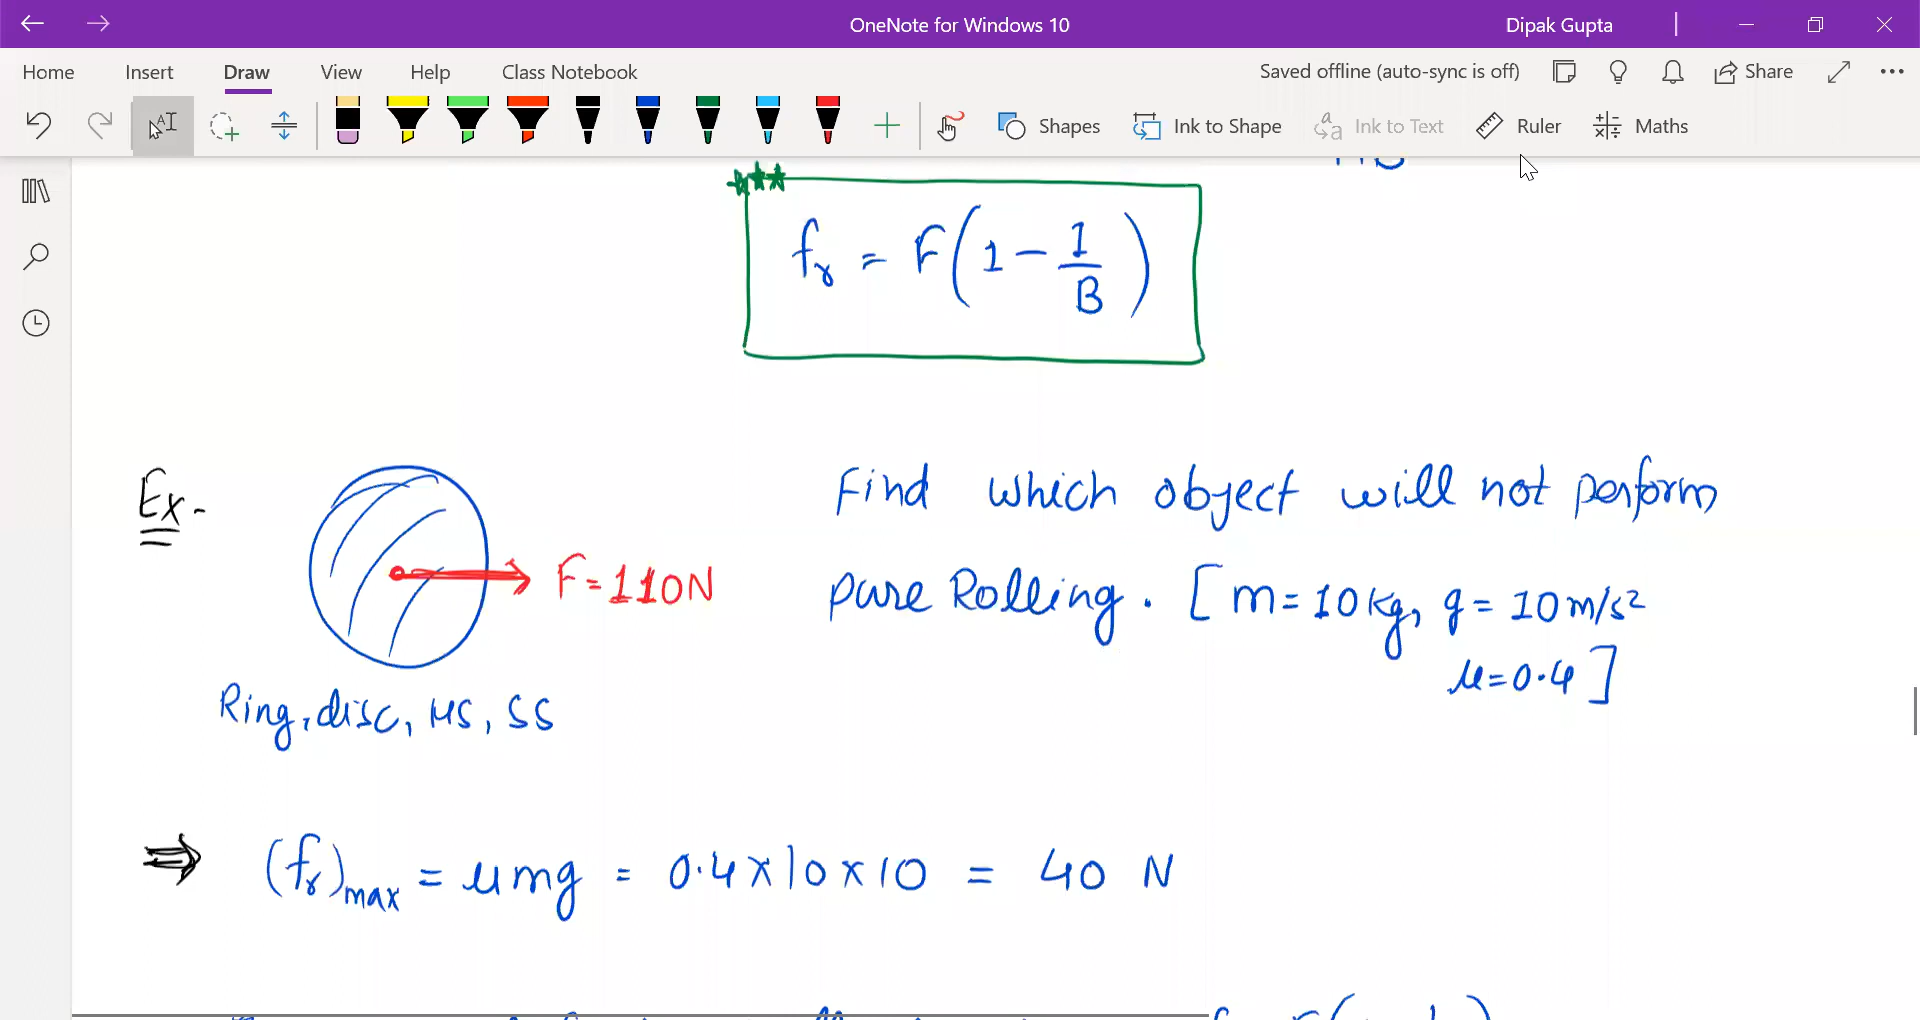 OneNote for Windows 10
Dipak Gupta
Home Insert Draw View Help Class Notebook
Saved offline (auto-sync is off) Share
Shapes Ink to Shape Ink to Text Ruler Maths
fr = F(1 - 1/B)
Ex-
Find which object will not perform
F = 110N
pure Rolling. [m = 10 kg, g = 10 m/s²
μ = 0.4]
Ring, disc, HS, SS
⇒ (fr)max = μmg = 0.4 × 10 × 10 = 40 N